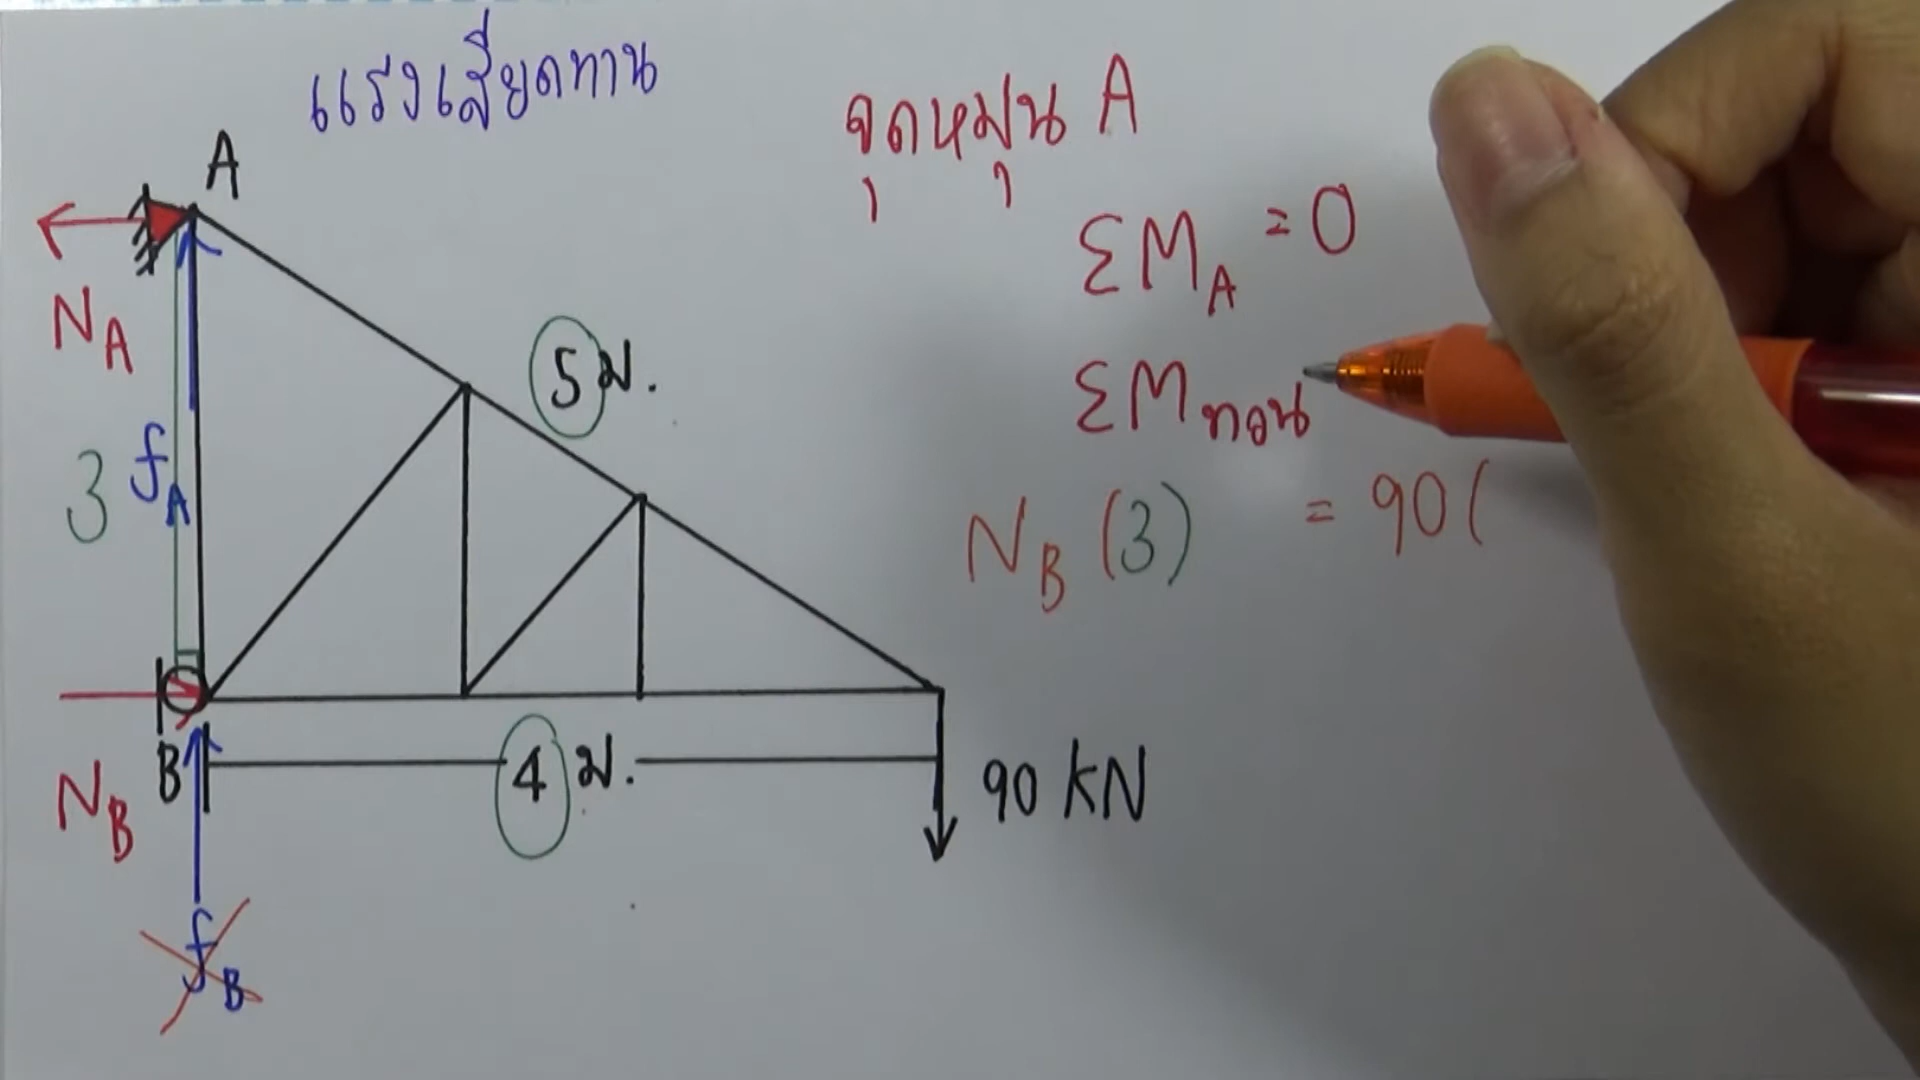 แรงเสียดทาน
จุดหมุน A
A
ΣM_A = 0
N_A
5 ม.
ΣMทวน
3
f_A
N_B (3) = 90(
B
4 ม.
90 kN
N_B
f_B